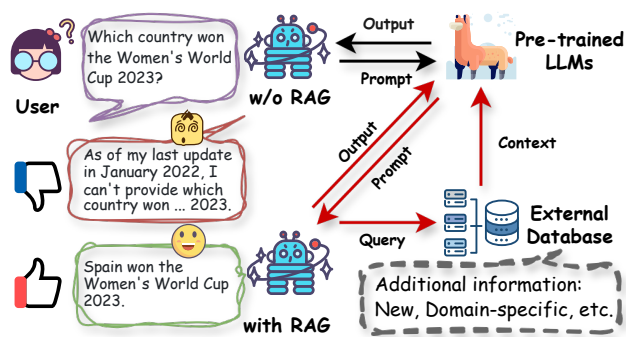 Which country won
the Women's World
Cup 2023?
User
w/o RAG
Output
Prompt
Pre-trained
LLMs
As of my last update
in January 2022, I
can't provide which
country won ... 2023.
Output
Prompt
Context
Query
External
Database
Spain won the
Women's World Cup
2023.
with RAG
Additional information:
New, Domain-specific, etc.